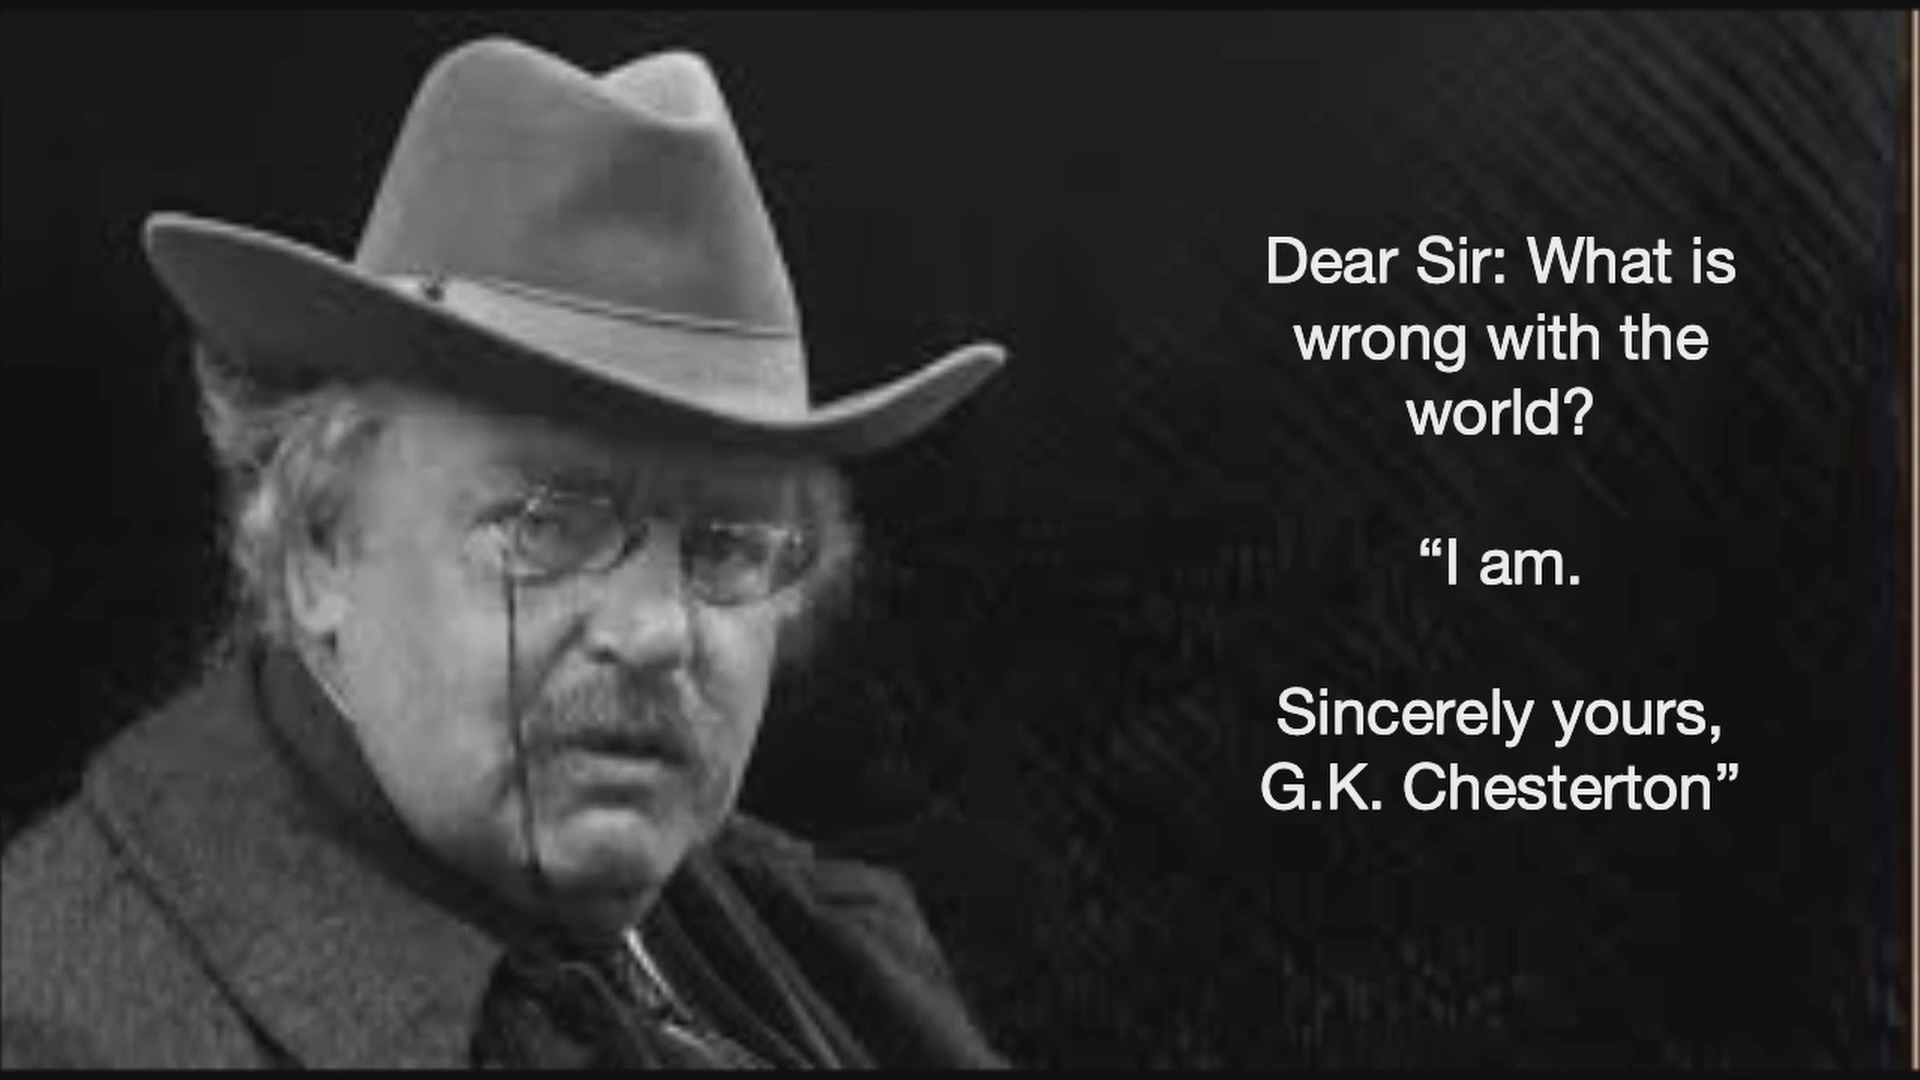 Dear Sir: What is
wrong with the
world?
“I am.
Sincerely yours,
G.K. Chesterton”